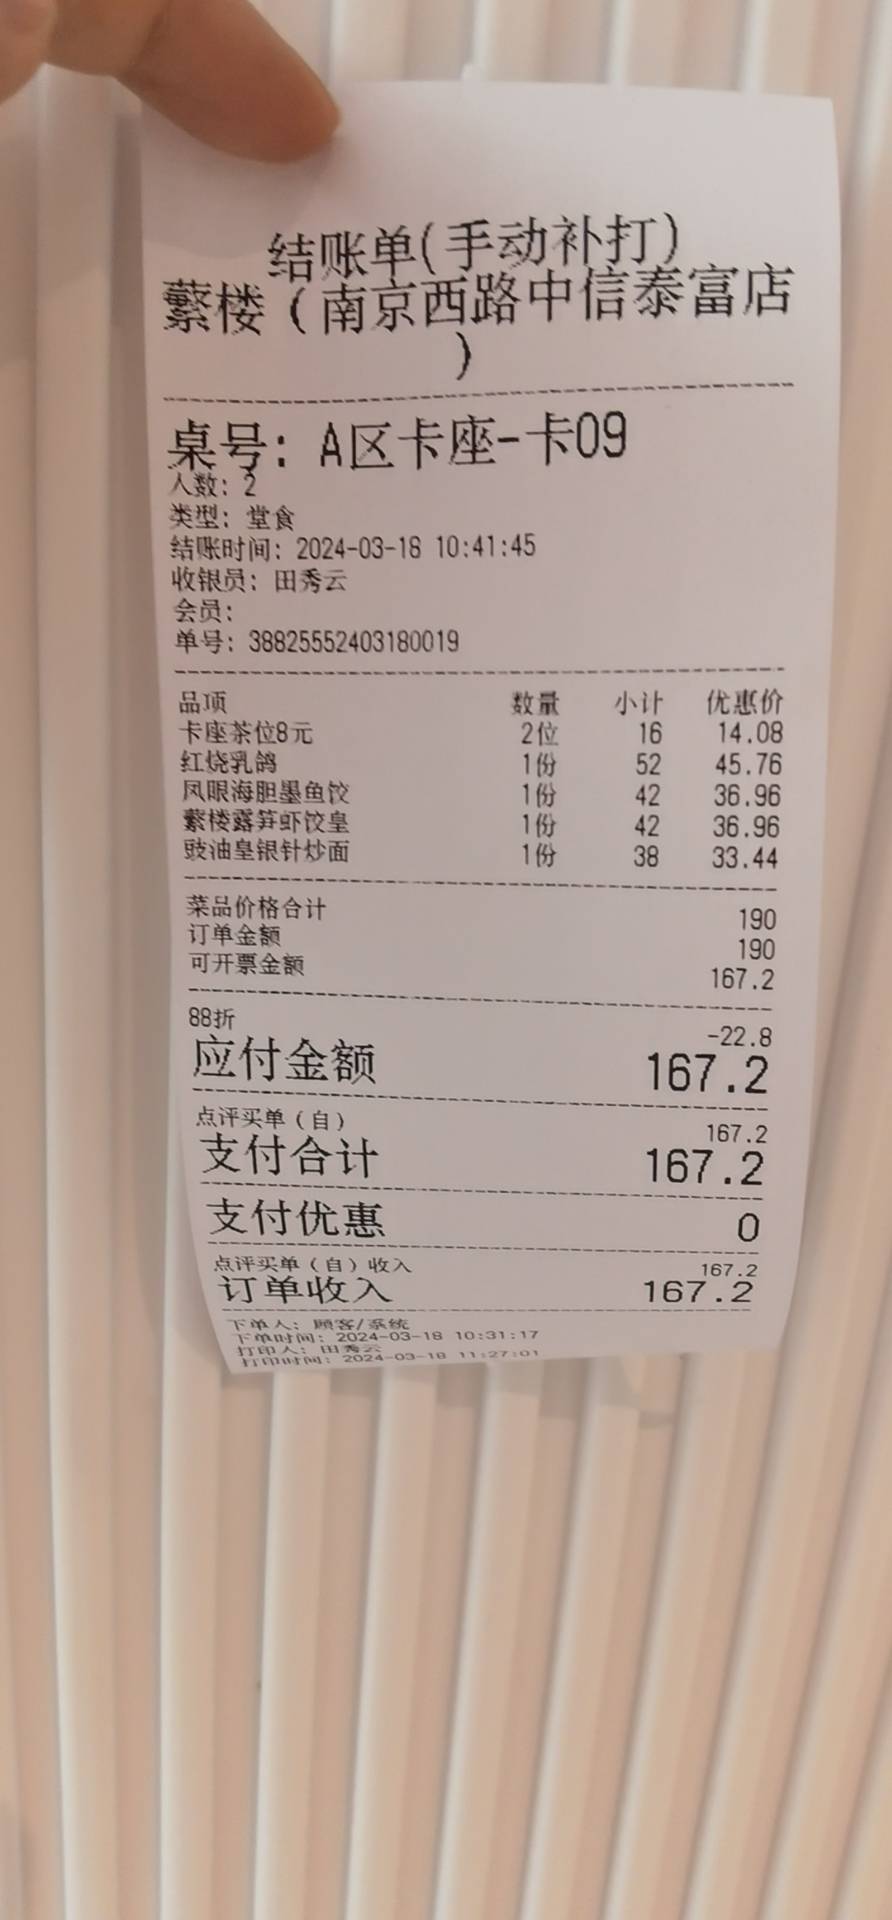 结账单(手动补打)
蘩楼(南京西路中信泰富店
)
桌号: A区卡座-卡09
人数: 2
类型: 堂食
结账时间: 2024-03-18 10:41:45
收银员: 田秀云
会员:
单号: 38825552403180019
品项 数量 小计 优惠价
卡座茶位8元 2位 16 14.08
红烧乳鸽 1份 52 45.76
凤眼海胆墨鱼饺 1份 42 36.96
蘩楼露笋虾饺皇 1份 42 36.96
豉油皇银针炒面 1份 38 33.44
菜品价格合计 190
订单金额 190
可开票金额 167.2
88折 -22.8
应付金额 167.2
点评买单(自) 167.2
支付合计 167.2
支付优惠 0
点评买单(自)收入 167.2
订单收入 167.2
下单人: 顾客/系统
下单时间: 2024-03-18 10:31:17
打印人: 田秀云
打印时间: 2024-03-18 11:27:01